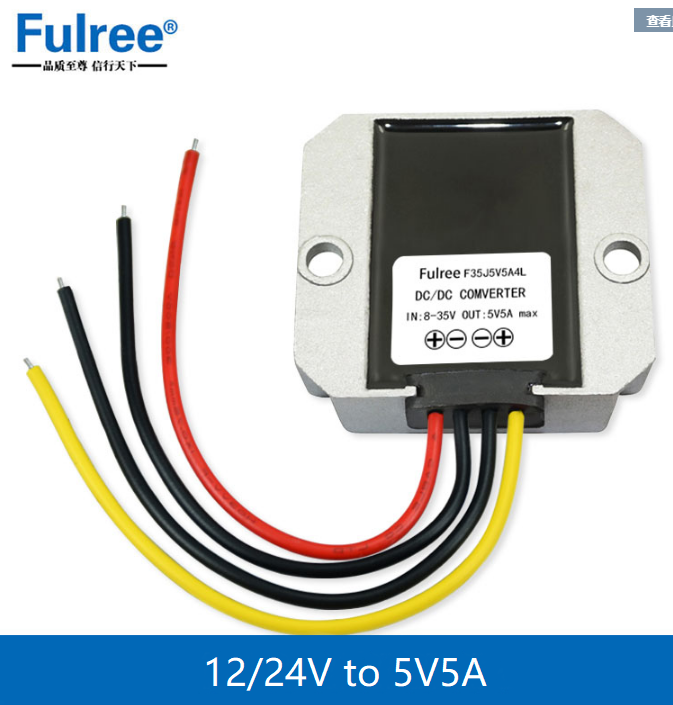 Fulree®
查看
品质至尊 信行天下
Fulree F35J5V5A4L
DC/DC COMVERTER
IN:8-35V OUT:5V5A max
⊕⊖⊖⊕
12/24V to 5V5A